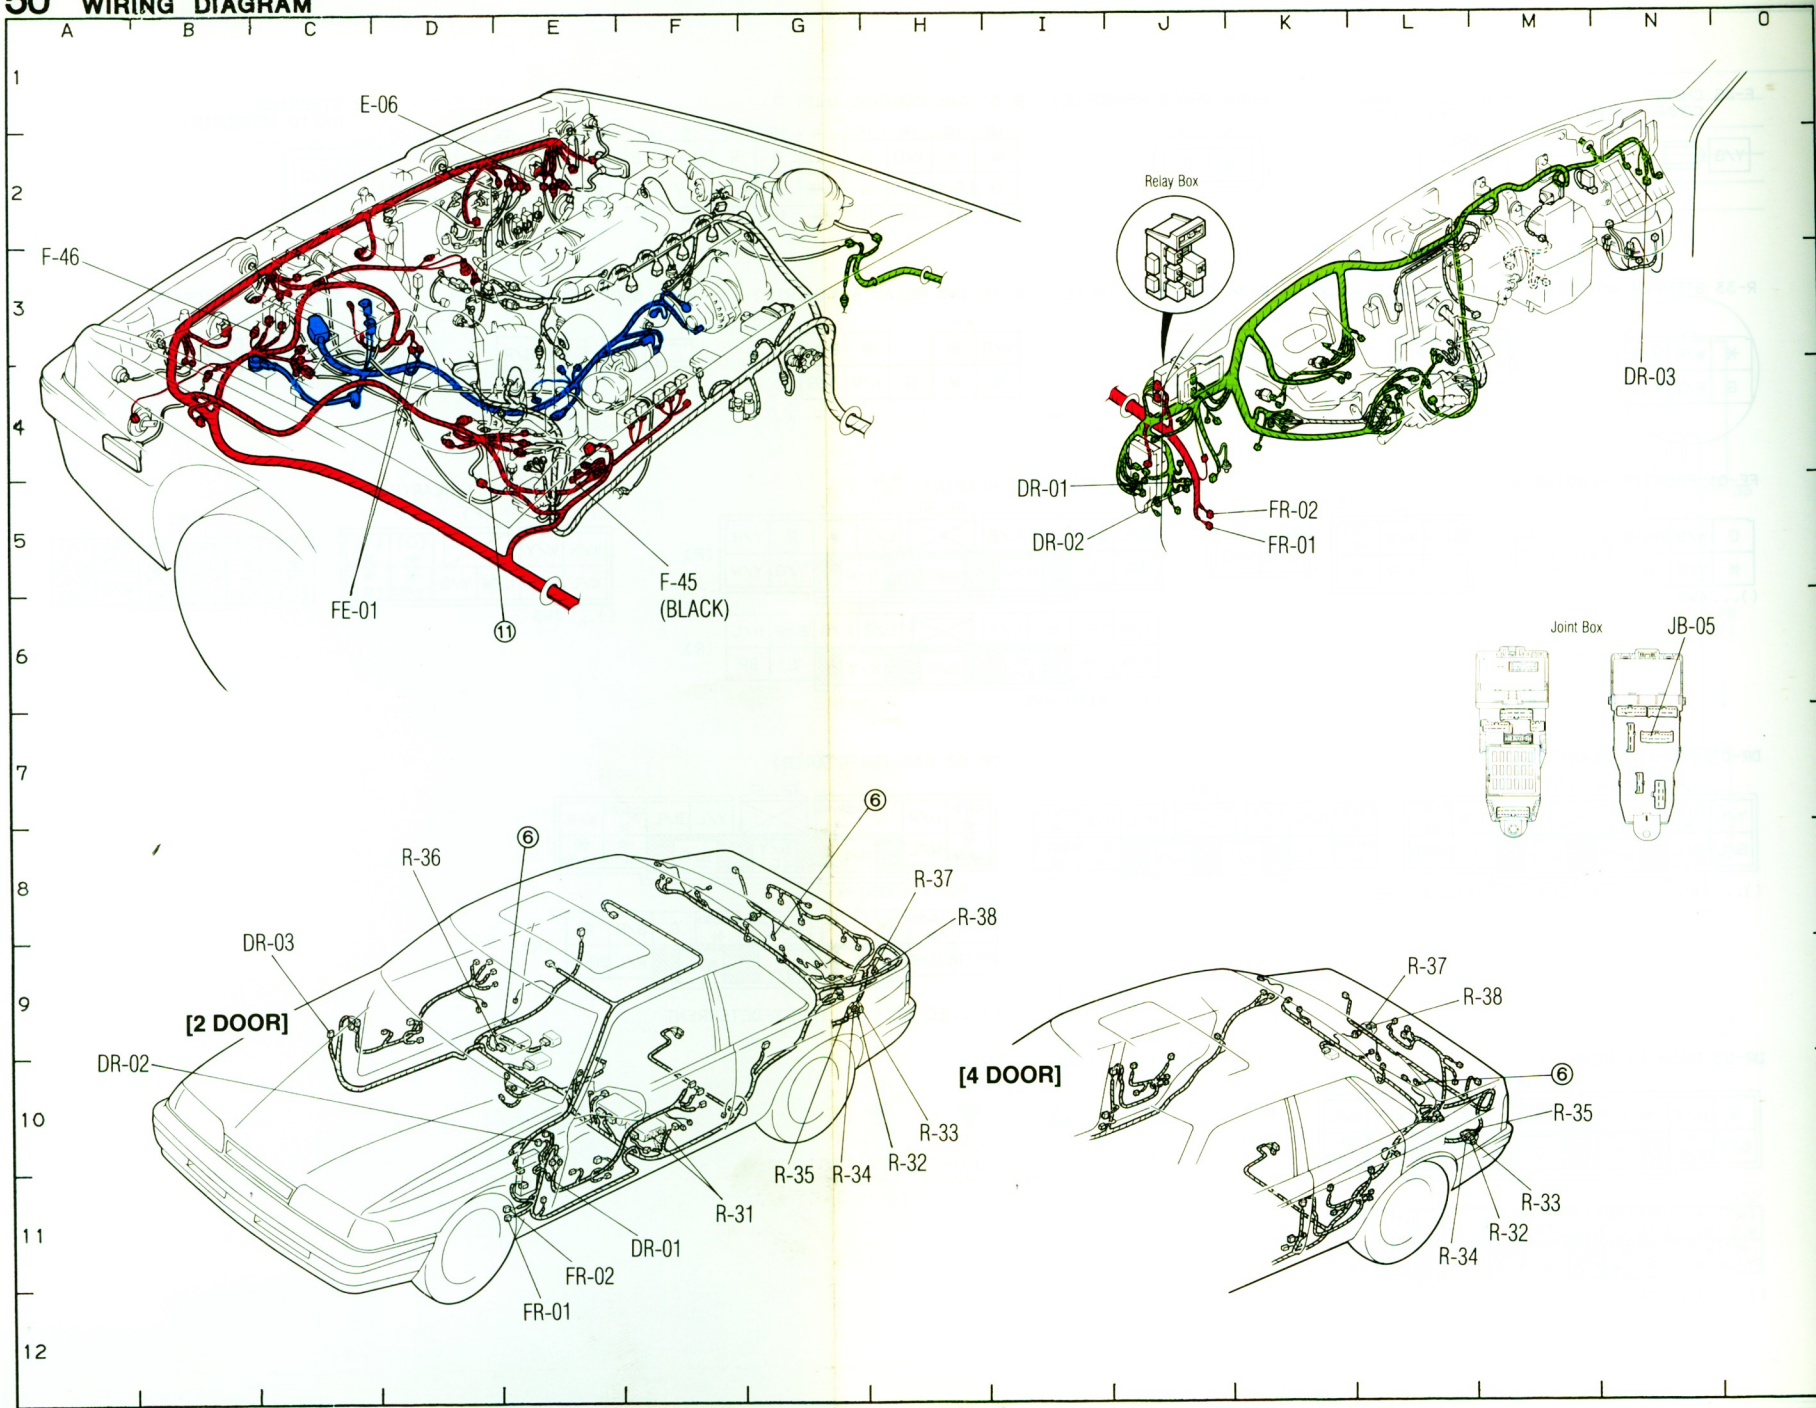 50 WIRING DIAGRAM
A B C D E F G H I J K L M N O
1
2
3
4
5
6
7
8
9
10
11
12
E-06
F-46
FE-01
11
F-45
(BLACK)
Relay Box
DR-03
DR-01
DR-02
FR-02
FR-01
Joint Box
JB-05
R-36
6
6
R-37
R-38
DR-03
[2 DOOR]
DR-02
R-33
R-32
R-34
R-35
R-31
DR-01
FR-02
FR-01
R-37
R-38
[4 DOOR]
6
R-35
R-33
R-32
R-34